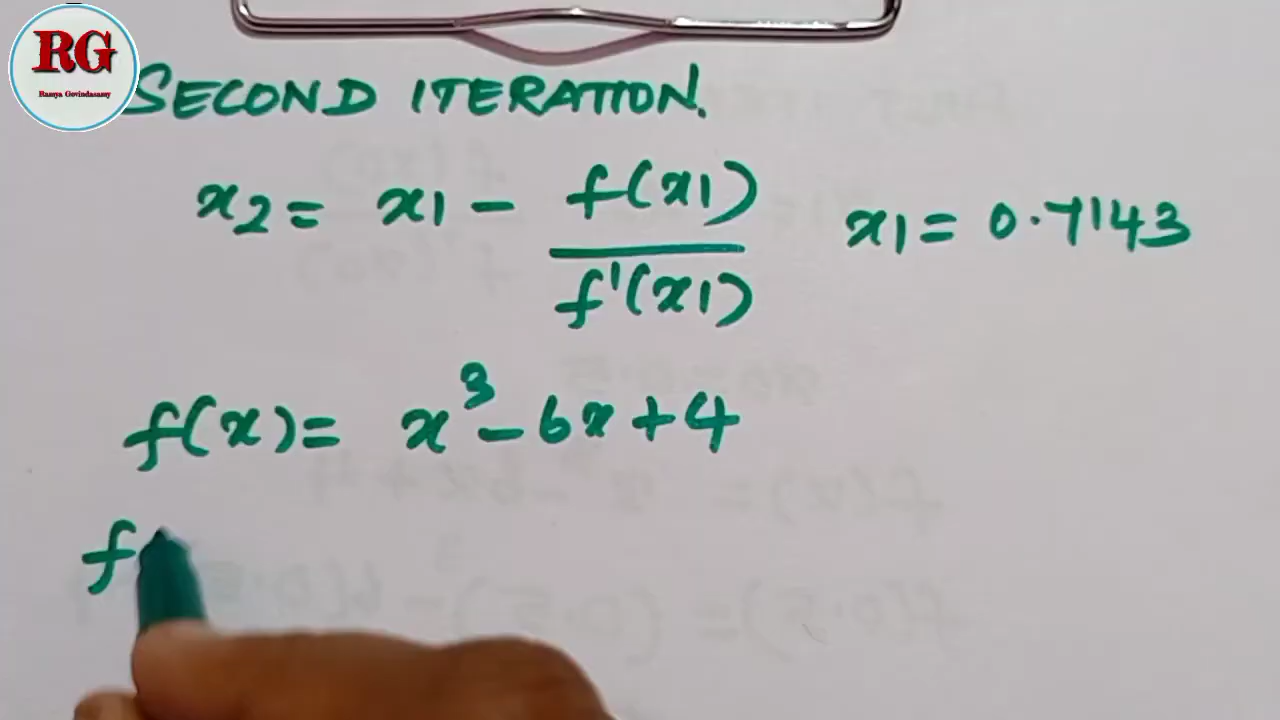 RG
Ramya Govindasamy
SECOND ITERATION.
x2 = x1 - f(x1) / f'(x1)    x1 = 0.7143
f(x) = x³ - 6x + 4
f(